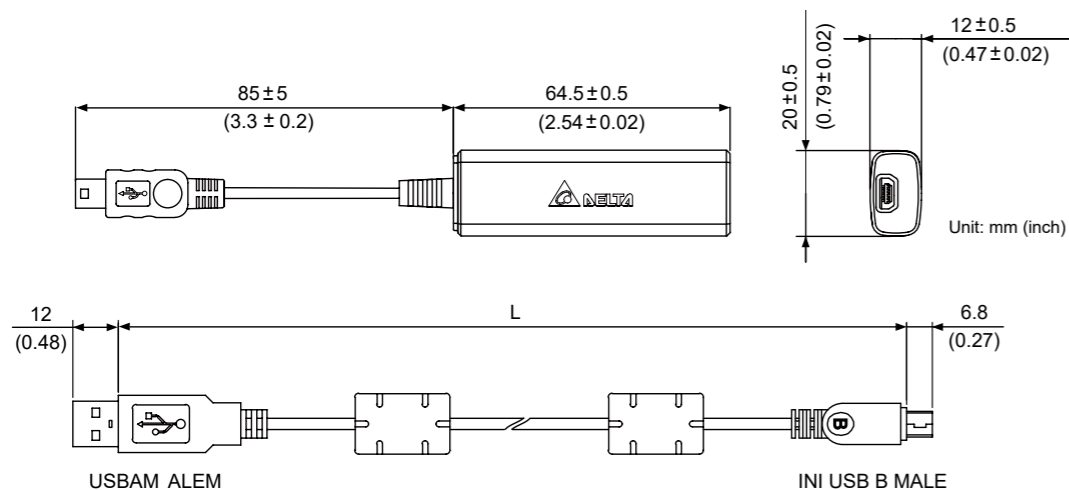 12±0.5
(0.47±0.02)
20±0.5
(0.79±0.02)
85±5
(3.3 ± 0.2)
64.5±0.5
(2.54±0.02)
DELTA
Unit: mm (inch)
12
(0.48)
L
6.8
(0.27)
B
USBAM ALEM
INI USB B MALE